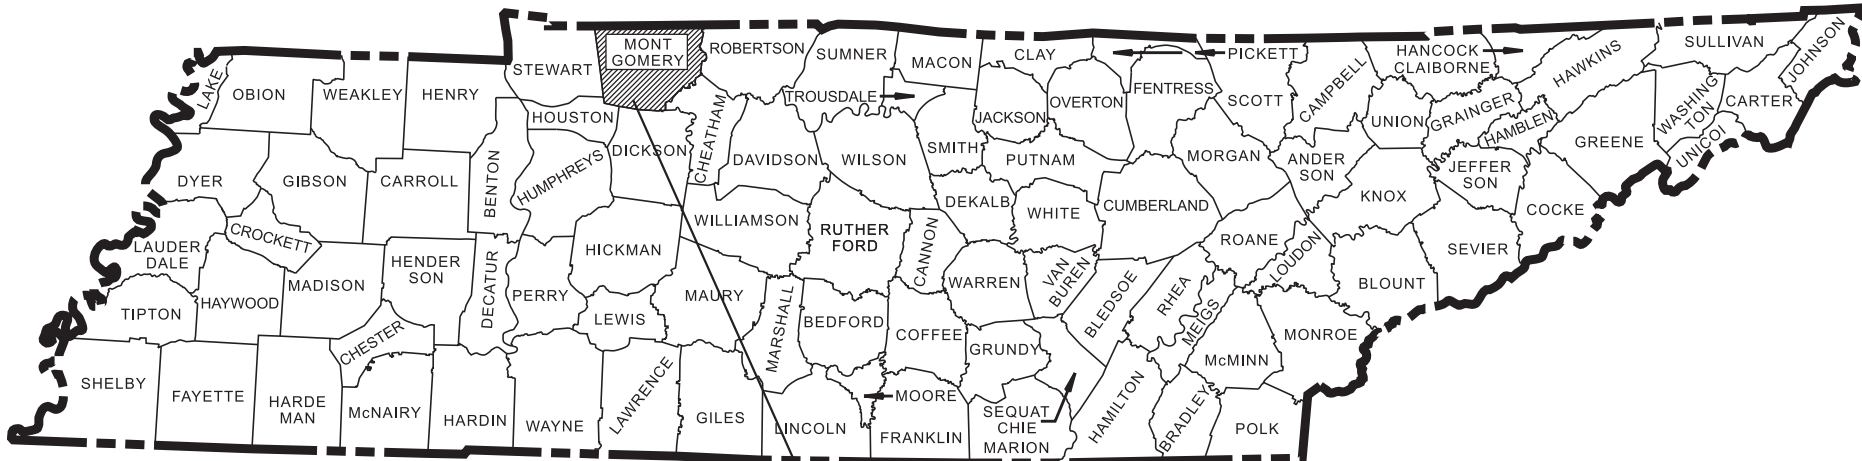 MONT
GOMERY
ROBERTSON
SUMNER
MACON
CLAY
PICKETT
HANCOCK
CLAIBORNE
HAWKINS
SULLIVAN
JOHNSON
STEWART
LAKE
OBION
WEAKLEY
HENRY
HOUSTON
CHEATHAM
TROUSDALE
JACKSON
OVERTON
FENTRESS
SCOTT
CAMPBELL
UNION
GRAINGER
HAMBLEN
WASHING
TON
CARTER
UNICOI
GREENE
DYER
GIBSON
CARROLL
BENTON
HUMPHREYS
DICKSON
DAVIDSON
WILSON
SMITH
PUTNAM
MORGAN
ANDER
SON
KNOX
JEFFER
SON
COCKE
LAUDER
DALE
CROCKETT
HENDER
SON
DECATUR
HICKMAN
WILLIAMSON
RUTHER
FORD
CANNON
DEKALB
WHITE
CUMBERLAND
ROANE
LOUDON
SEVIER
TIPTON
HAYWOOD
MADISON
PERRY
LEWIS
MAURY
MARSHALL
BEDFORD
COFFEE
WARREN
VAN
BUREN
BLEDSOE
RHEA
MEIGS
BLOUNT
MONROE
McMINN
SHELBY
FAYETTE
HARDE
MAN
CHESTER
McNAIRY
HARDIN
WAYNE
LAWRENCE
GILES
LINCOLN
MOORE
FRANKLIN
GRUNDY
SEQUAT
CHIE
MARION
HAMILTON
BRADLEY
POLK